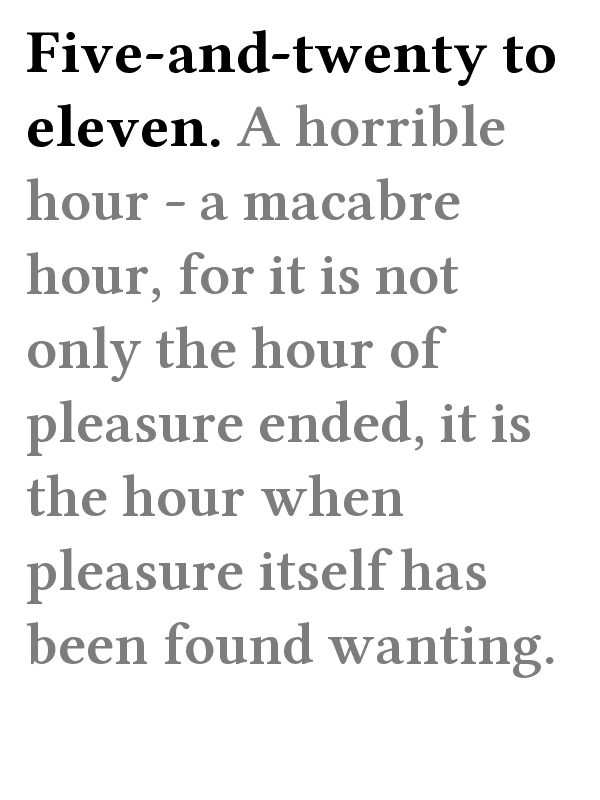 Five-and-twenty to
eleven. A horrible
hour - a macabre
hour, for it is not
only the hour of
pleasure ended, it is
the hour when
pleasure itself has
been found wanting.